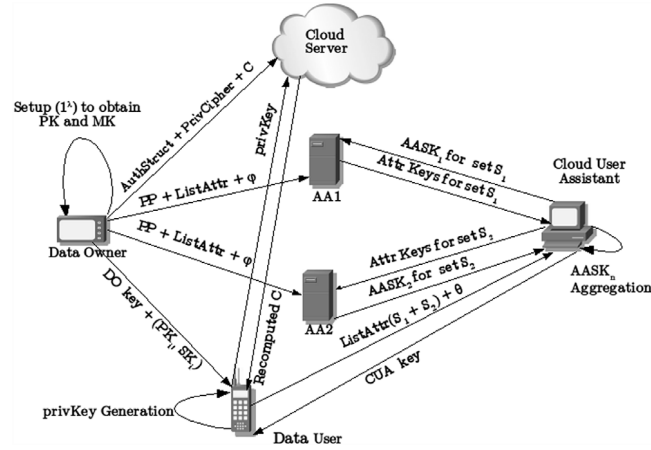 Cloud
Server
Setup (1^λ) to obtain
PK and MK
AuthStruct + PrivCipher + C
privKey
AASK₁ for set S₁
Attr Keys for set S₁
Cloud User
Assistant
PP + ListAttr + φ
AA1
Data Owner
PP + ListAttr + φ
Attr Keys for set S₂
AASK₂ for set S₂
AASKₙ
Aggregation
AA2
DO key + (PKᵢ, SKᵢ)
Recomputed C
ListAttr(S₁ + S₂) + θ
CUA key
privKey Generation
Data User